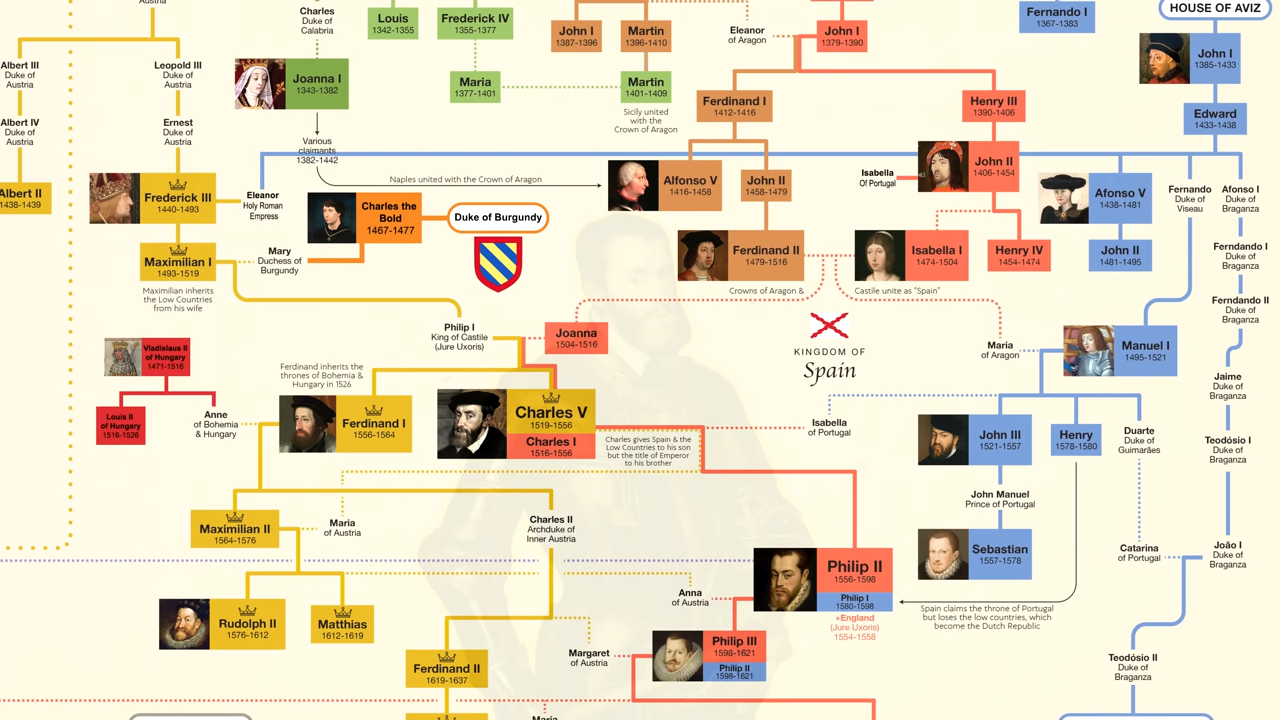 Austria
Charles
Duke of
Calabria
Louis
1342-1355
Frederick IV
1355-1377
John I
1387-1396
Martin
1396-1410
Eleanor
of Aragon
John I
1379-1390
Fernando I
1367-1383
HOUSE OF AVIZ
John I
1385-1433
Albert III
Duke of
Austria
Leopold III
Duke of
Austria
Joanna I
1343-1382
Maria
1377-1401
Martin
1401-1409
Sicily united
with the
Crown of Aragon
Ferdinand I
1412-1416
Henry III
1390-1406
Edward
1433-1438
Albert IV
Duke of
Austria
Ernest
Duke of
Austria
Various
claimants
1382-1442
Naples united with the Crown of Aragon
Albert II
1438-1439
Frederick III
1440-1493
Eleanor
Holy Roman
Empress
Charles the
Bold
1467-1477
Duke of Burgundy
Alfonso V
1416-1458
John II
1458-1479
Isabella
Of Portugal
John II
1406-1454
Afonso V
1438-1481
Fernando
Duke of
Viseau
Afonso I
Duke of
Braganza
Maximilian I
1493-1519
Mary
Duchess of
Burgundy
Ferdinand II
1479-1516
Isabella I
1474-1504
Henry IV
1454-1474
John II
1481-1495
Ferndando I
Duke of
Braganza
Maximilian inherits
the Low Countries
from his wife
Crowns of Aragon &
Castile unite as "Spain"
Ferndando II
Duke of
Braganza
Philip I
King of Castile
(Jure Uxoris)
Joanna
1504-1516
KINGDOM OF
Spain
Maria
of Aragon
Manuel I
1495-1521
Vladislaus II
of Hungary
1471-1516
Ferdinand inherits the
thrones of Bohemia &
Hungary in 1526
Jaime
Duke of
Braganza
Louis II
of Hungary
1516-1526
Anne
of Bohemia
& Hungary
Ferdinand I
1556-1564
Charles V
1519-1556
Charles I
1516-1556
Charles gives Spain & the
Low Countries to his son
but the title of Emperor
to his brother
Isabella
of Portugal
John III
1521-1557
Henry
1578-1580
Duarte
Duke of
Guimarães
Teodósio I
Duke of
Braganza
Maximilian II
1564-1576
Maria
of Austria
Charles II
Archduke of
Inner Austria
John Manuel
Prince of Portugal
Sebastian
1557-1578
Catarina
of Portugal
João I
Duke of
Braganza
Philip II
1556-1598
Philip I
1580-1598
+England
(Jure Uxoris)
1554-1558
Anna
of Austria
Spain claims the throne of Portugal
but loses the low countries, which
become the Dutch Republic
Rudolph II
1576-1612
Matthias
1612-1619
Philip III
1598-1621
Philip II
1598-1621
Margaret
of Austria
Ferdinand II
1619-1637
Teodósio II
Duke of
Braganza
Maria